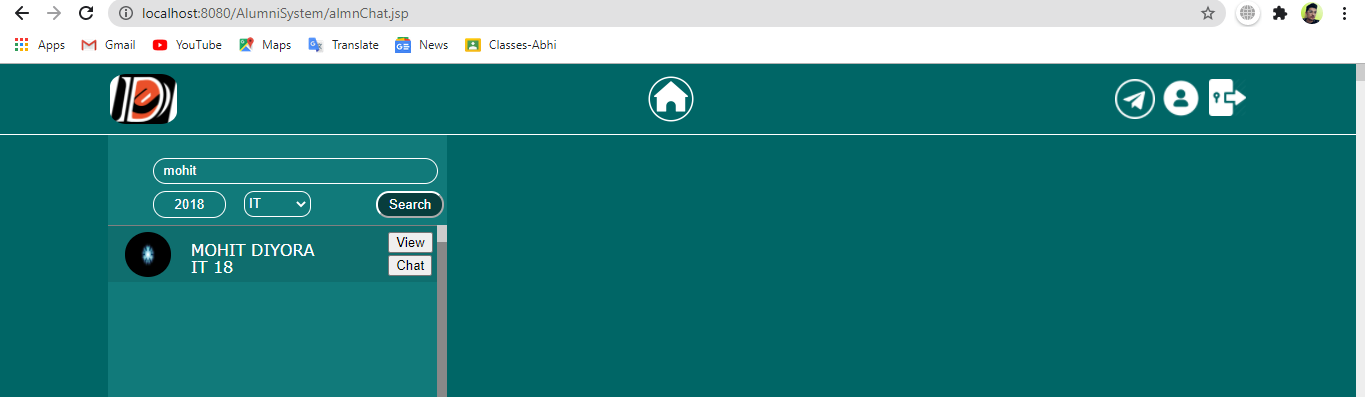 localhost:8080/AlumniSystem/almnChat.jsp
Apps Gmail YouTube Maps Translate News Classes-Abhi
mohit
2018 IT Search
MOHIT DIYORA
IT 18
View
Chat